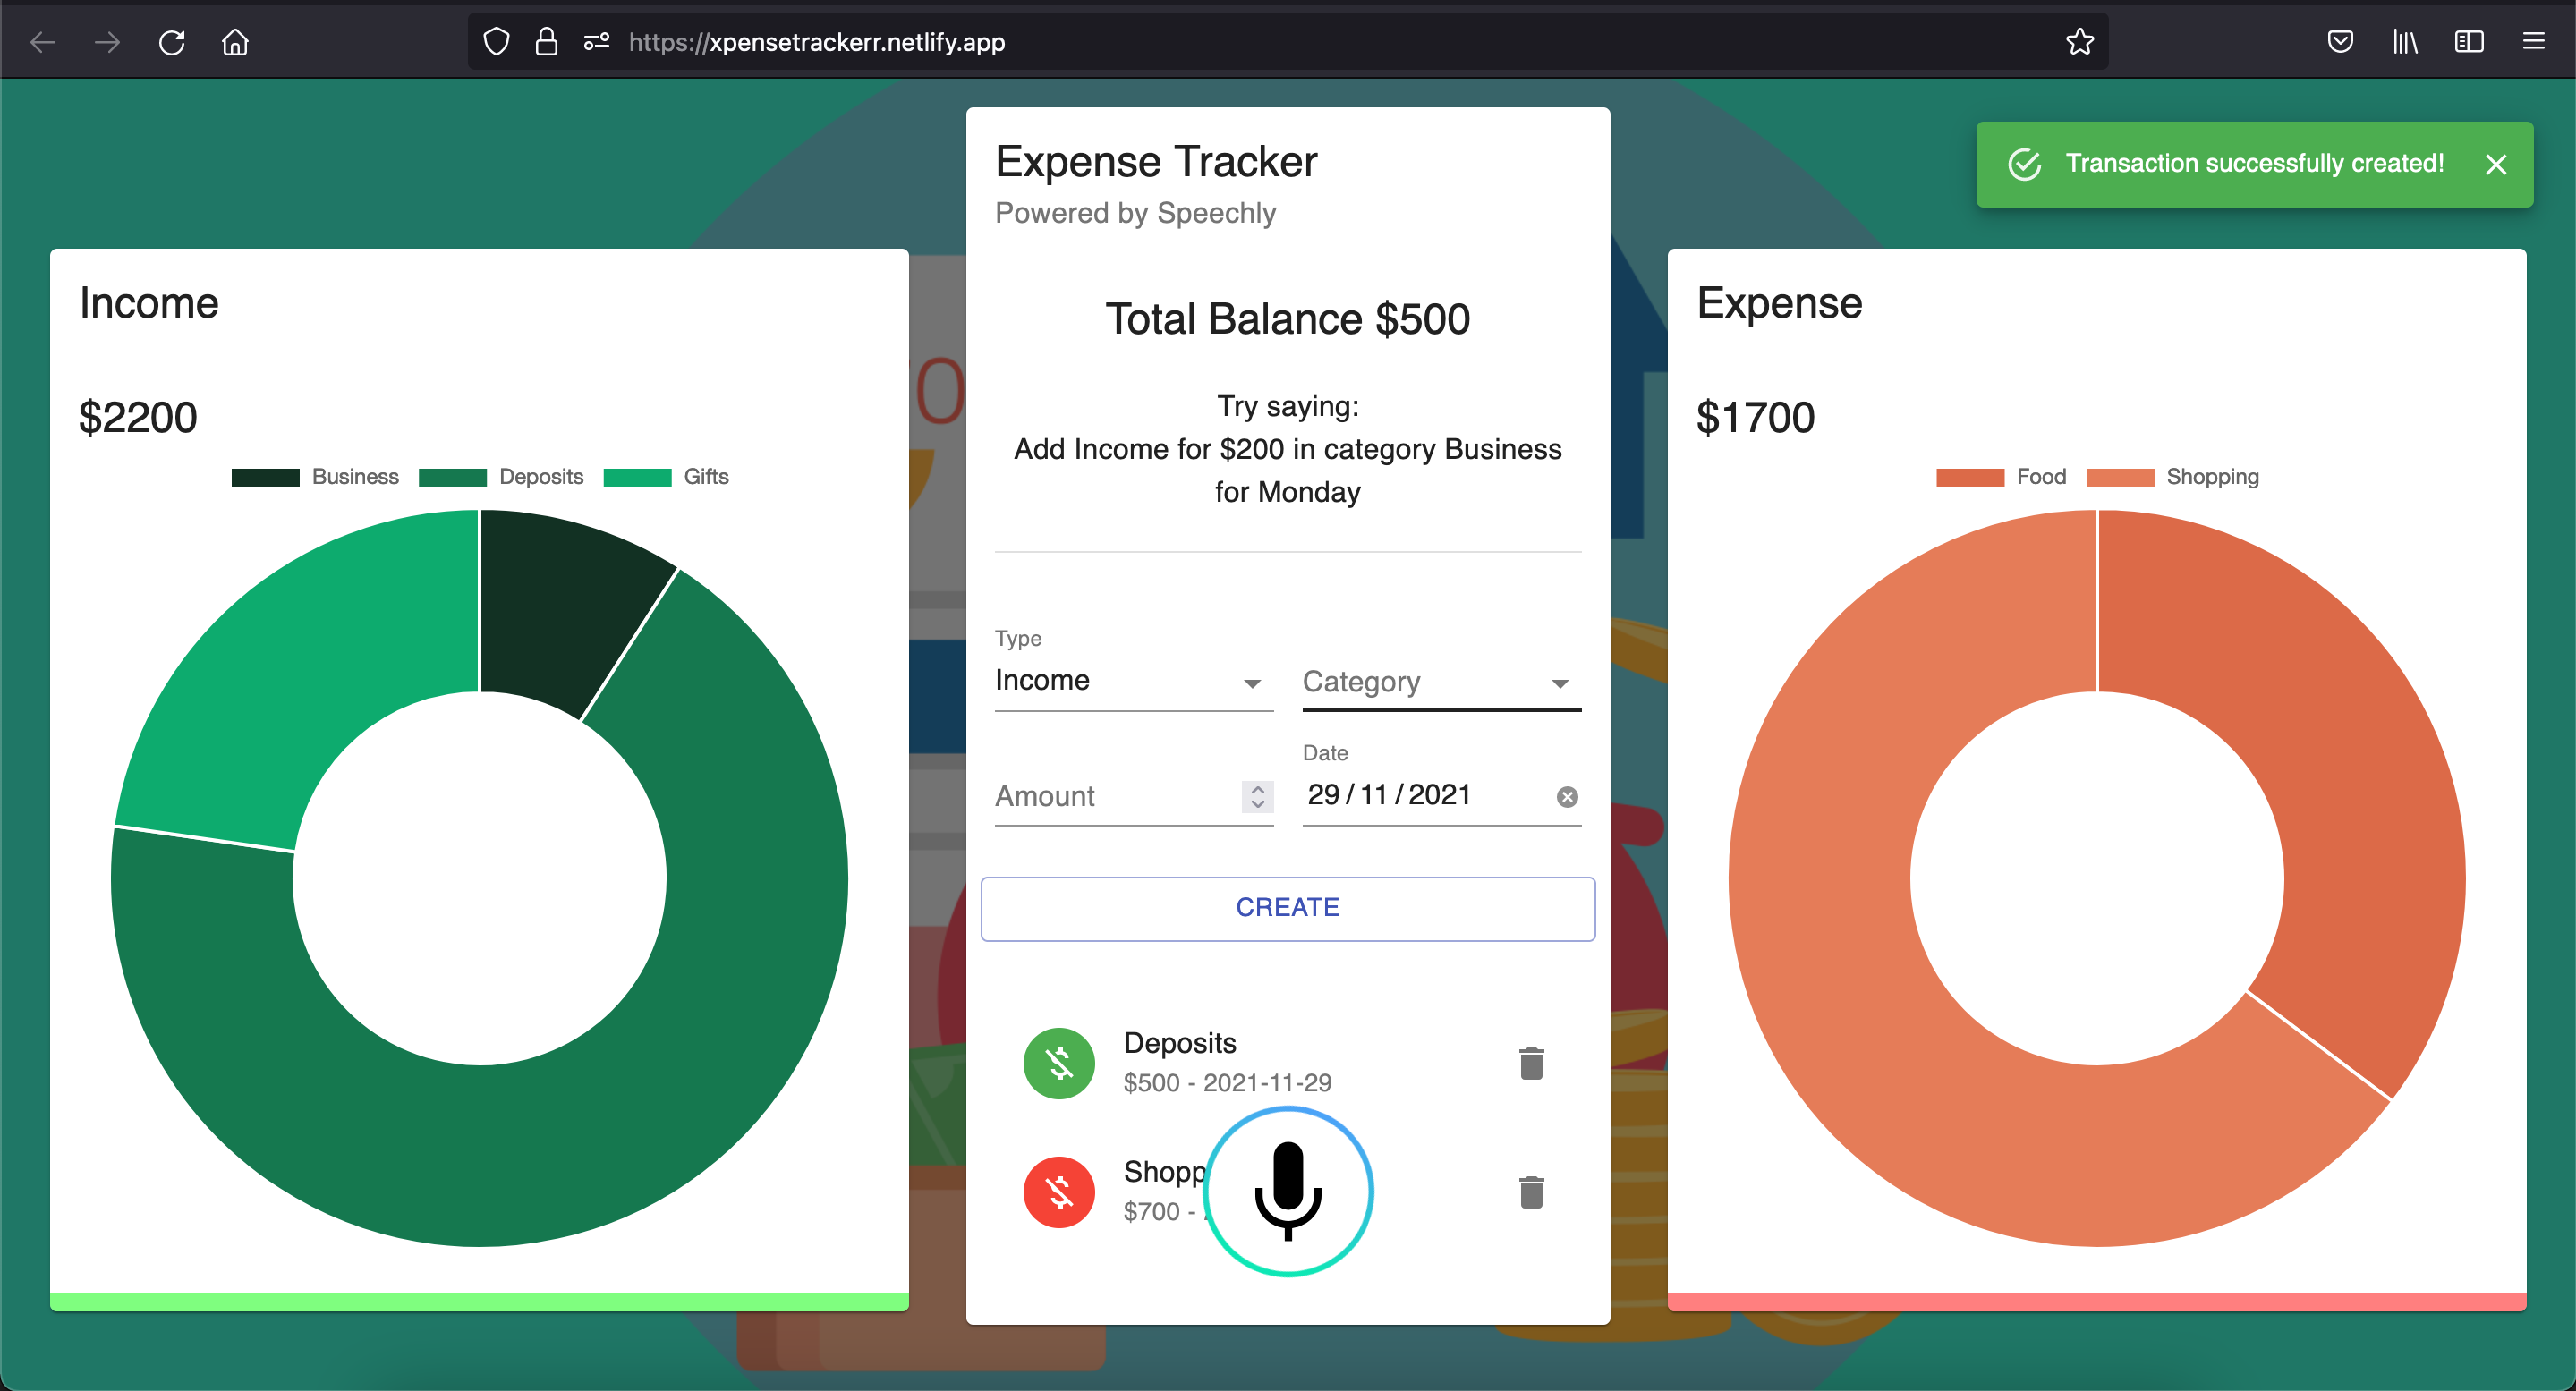 https://xpensetrackerr.netlify.app
Transaction successfully created!
Expense Tracker
Powered by Speechly
Total Balance $500
Try saying:
Add Income for $200 in category Business
for Monday
Income
$2200
Business Deposits Gifts
Type
Income
Category
Amount
Date
29/11/2021
CREATE
Deposits
$500 - 2021-11-29
Shopp
$700 -
Expense
$1700
Food Shopping